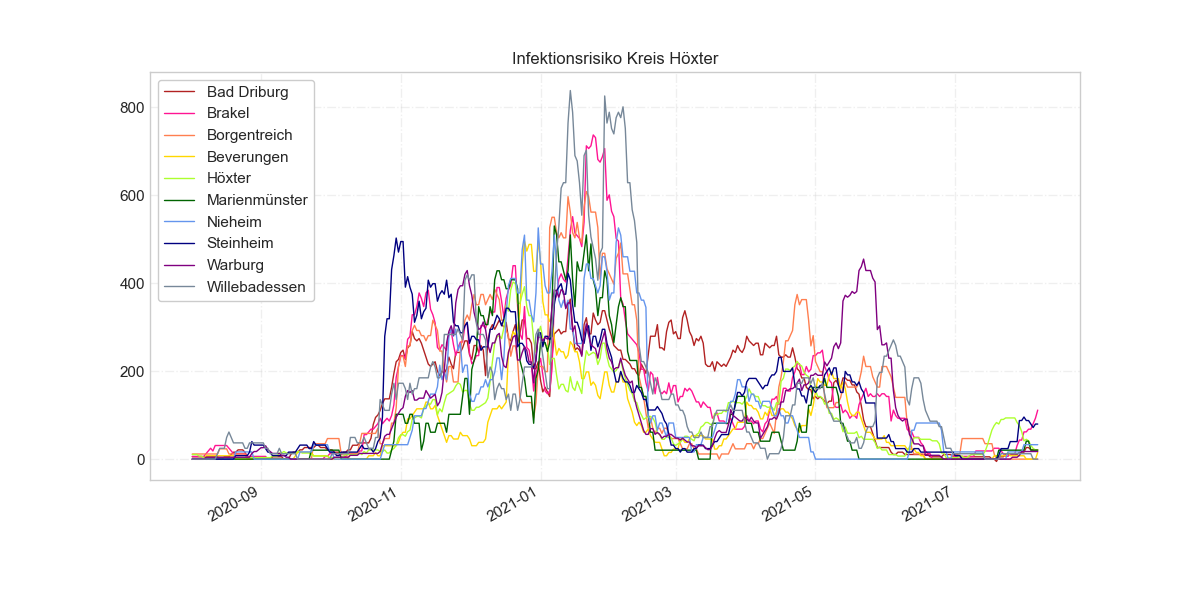 Infektionsrisiko Kreis Höxter
800
600
400
200
0
Bad Driburg
Brakel
Borgentreich
Beverungen
Höxter
Marienmünster
Nieheim
Steinheim
Warburg
Willebadessen
2020-09
2020-11
2021-01
2021-03
2021-05
2021-07